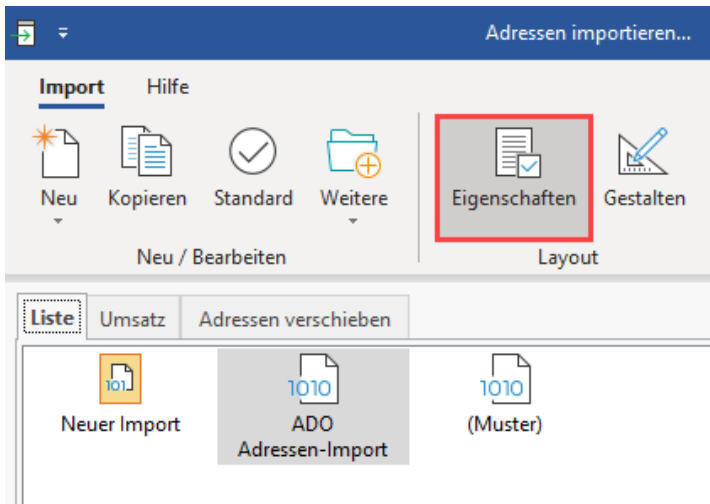 Adressen importieren...
Import Hilfe
Neu Kopieren Standard Weitere Eigenschaften Gestalten
Neu / Bearbeiten Layout
Liste Umsatz Adressen verschieben
101 1010 1010
Neuer Import ADO (Muster)
Adressen-Import